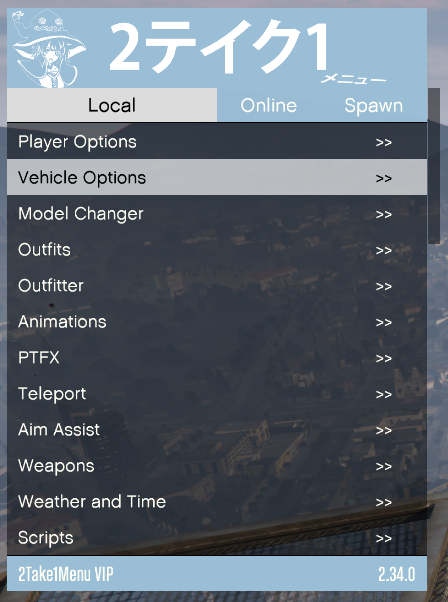 2テイク1
メニュー
Local Online Spawn
Player Options >>
Vehicle Options >>
Model Changer >>
Outfits >>
Outfitter >>
Animations >>
PTFX >>
Teleport >>
Aim Assist >>
Weapons >>
Weather and Time >>
Scripts >>
2Take1Menu VIP 2.34.0